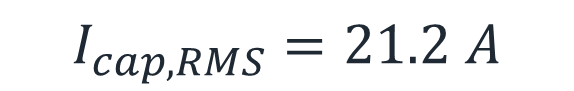 I_{cap,RMS} = 21.2 A